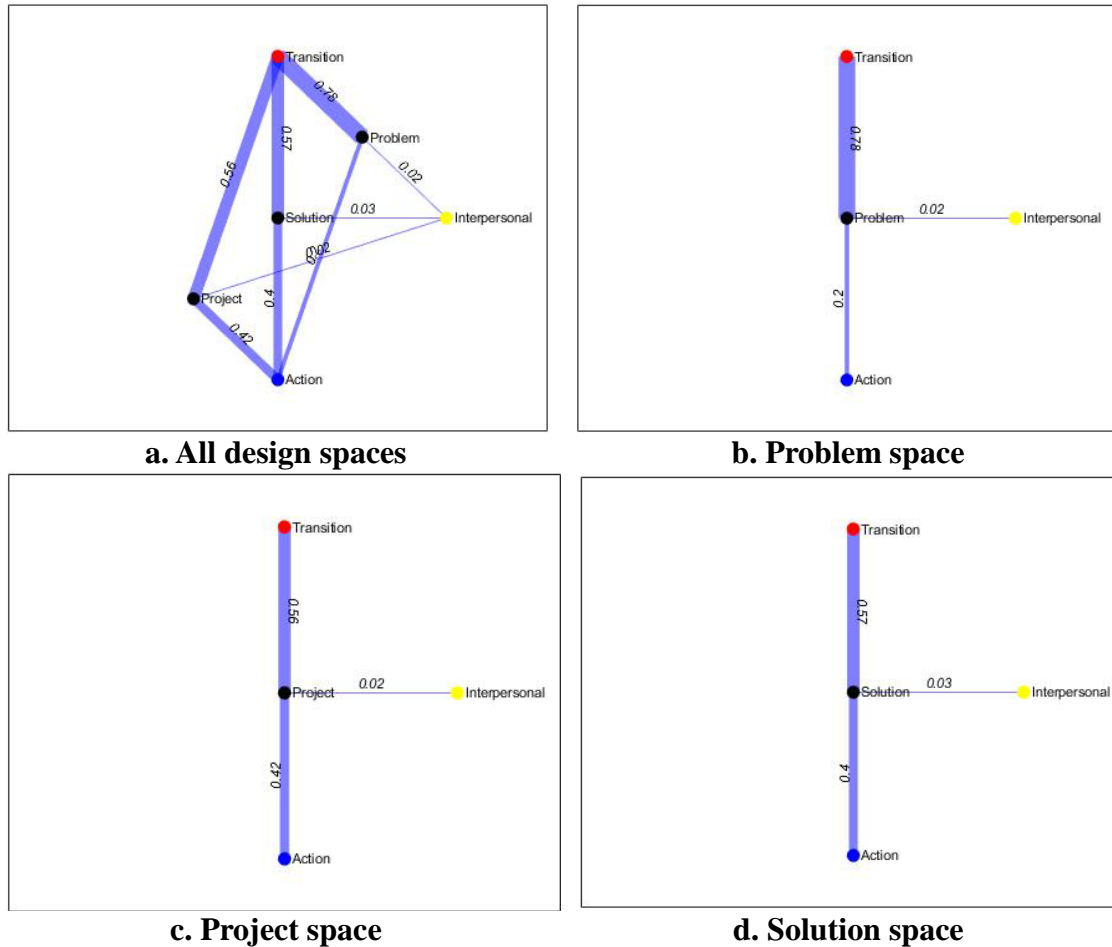 Transition
0.78
Problem
0.57
0.56
0.02
Solution
0.03
Interpersonal
0.02
Project
0.4
0.42
Action
a. All design spaces
Transition
0.78
Problem
0.02
Interpersonal
0.2
Action
b. Problem space
Transition
0.56
Project
0.02
Interpersonal
0.42
Action
c. Project space
Transition
0.57
Solution
0.03
Interpersonal
0.4
Action
d. Solution space